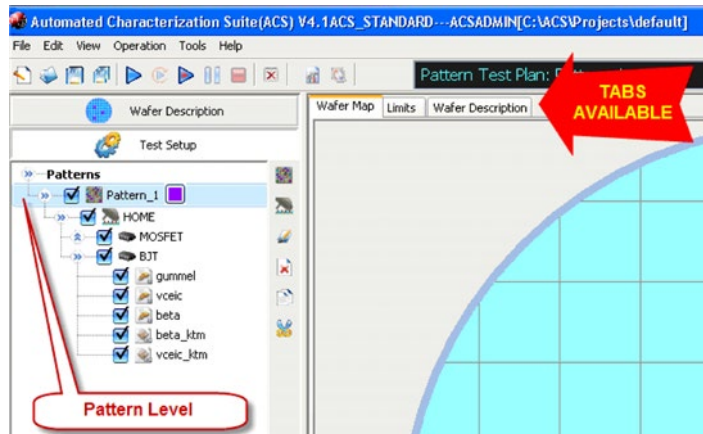 Automated Characterization Suite(ACS) V4.1ACS_STANDARD---ACSADMIN[C:\ACS\Projects\default]
File Edit View Operation Tools Help
Pattern Test Plan:
TABS
AVAILABLE
Wafer Description
Wafer Map Limits Wafer Description
Test Setup
Patterns
Pattern_1
HOME
MOSFET
BJT
gummel
vceic
beta
beta_ktm
vceic_ktm
Pattern Level